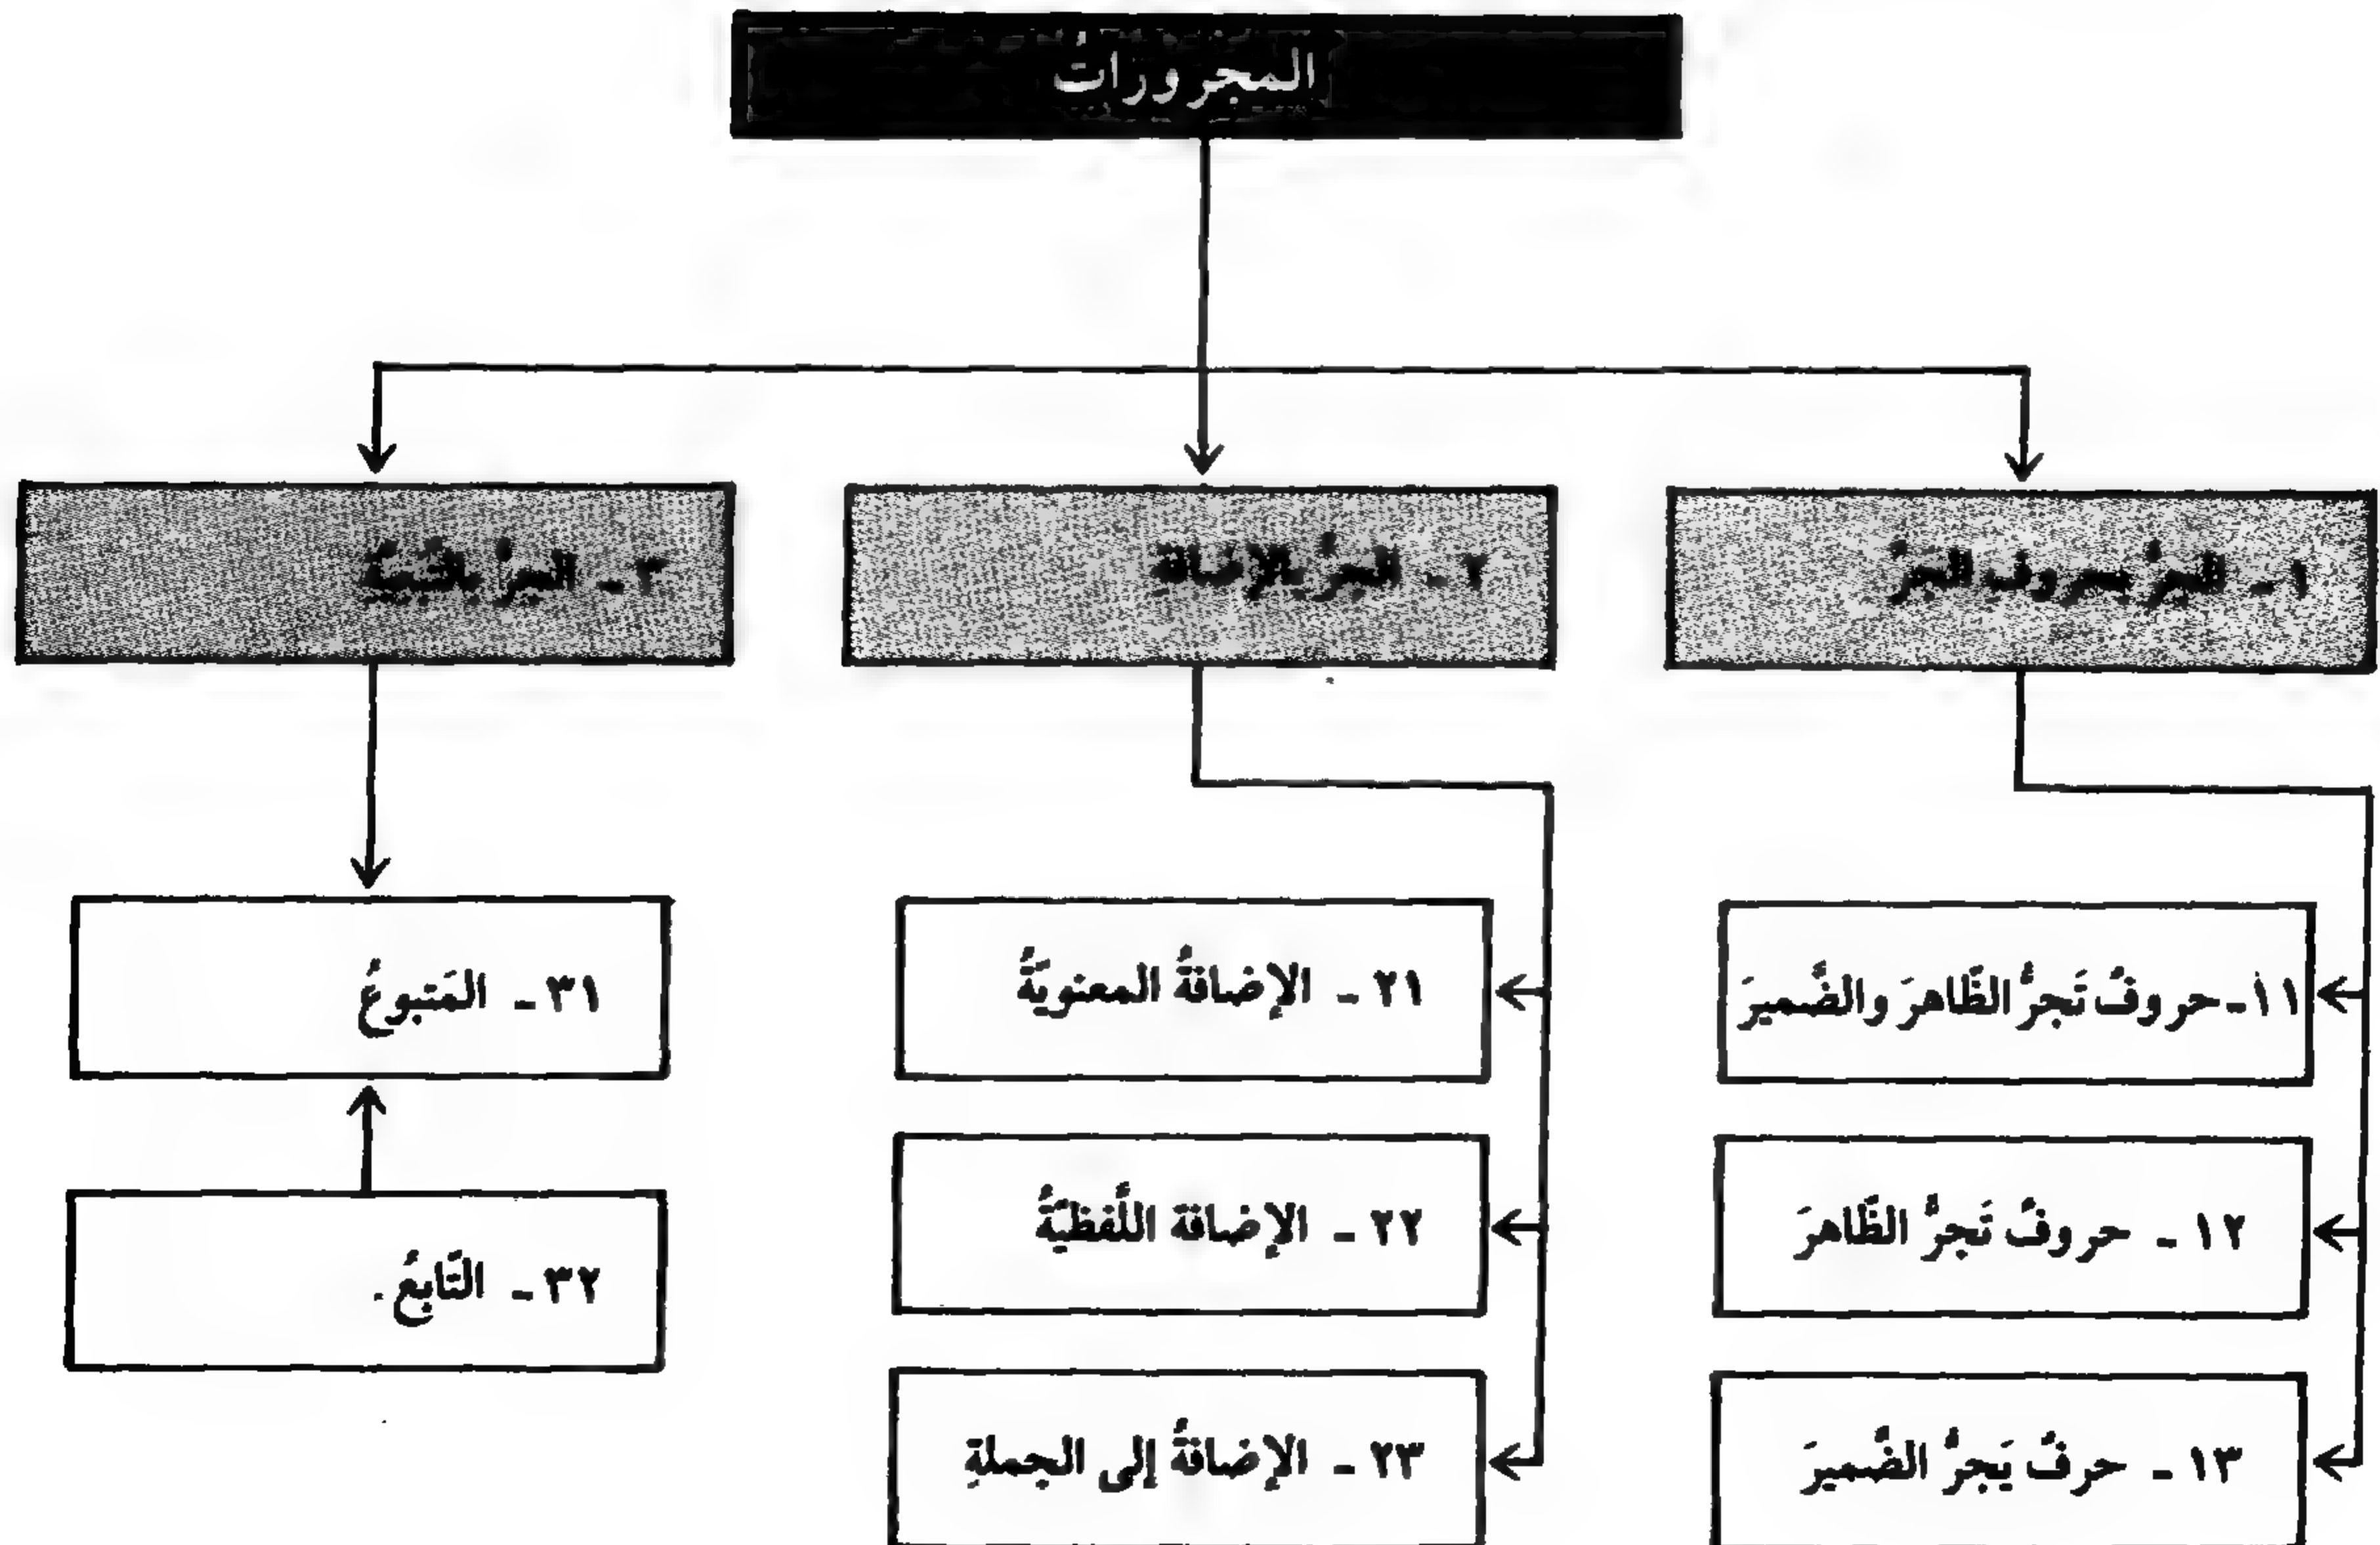 المجرورات
١ - الجرُّ بحروف الجرِّ
٢ - الجرُّ بالإضافة
٣ - الجرُّ بالتَّبعيَّة
١١ - حروفٌ تَجرُّ الظَّاهرَ والضَّميرَ
١٢ - حروفٌ تَجرُّ الظَّاهرَ
١٣ - حرفٌ يَجرُّ الضَّميرَ
٢١ - الإضافةُ المعنويَّةُ
٢٢ - الإضافة اللَّفظيَّةُ
٢٣ - الإضافةُ إلى الجملةِ
٣١ - المَتبوعُ
٣٢ - التَّابعُ.